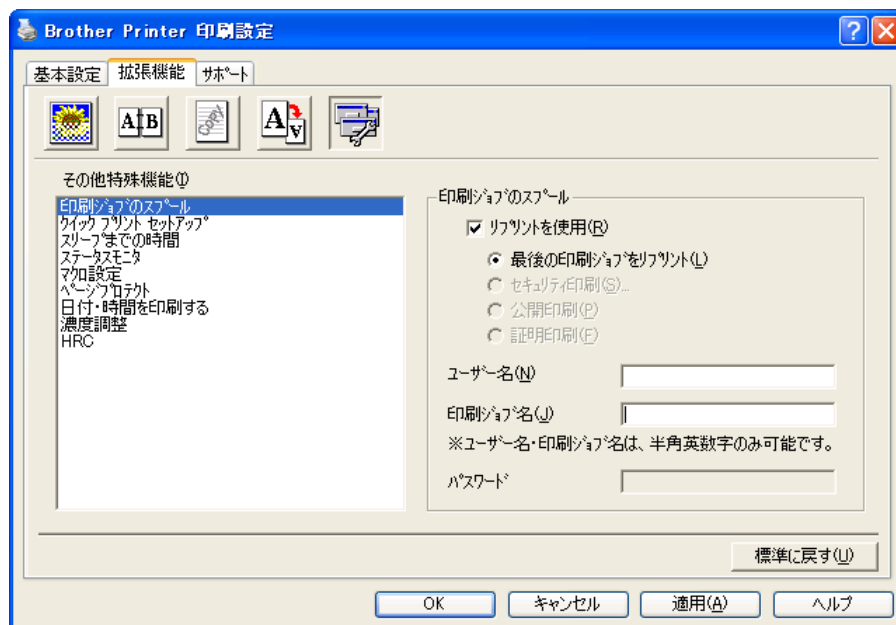 Brother Printer 印刷設定
基本設定 拡張機能 ｻﾎﾟｰﾄ
A B copy A A
その他特殊機能(I)
印刷ｼﾞｮﾌﾞのｽﾌﾟｰﾙ
ｸｲｯｸ ﾌﾟﾘﾝﾄ ｾｯﾄｱｯﾌﾟ
ｽﾘｰﾌﾟまでの時間
ｽﾃｰﾀｽﾓﾆﾀ
ﾏｸﾛ設定
ﾍﾟｰｼﾞﾌﾟﾛﾃｸﾄ
日付･時間を印刷する
濃度調整
HRC
印刷ｼﾞｮﾌﾞのｽﾌﾟｰﾙ
ﾘﾌﾟﾘﾝﾄを使用(R)
最後の印刷ｼﾞｮﾌﾞをﾘﾌﾟﾘﾝﾄ(L)
ｾｷｭﾘﾃｨ印刷(S)...
公開印刷(P)
証明印刷(F)
ﾕｰｻﾞｰ名(N)
印刷ｼﾞｮﾌﾞ名(J)
※ﾕｰｻﾞｰ名･印刷ｼﾞｮﾌﾞ名は、半角英数字のみ可能です。
ﾊﾟｽﾜｰﾄﾞ
標準に戻す(U)
OK キャンセル 適用(A) ヘルプ